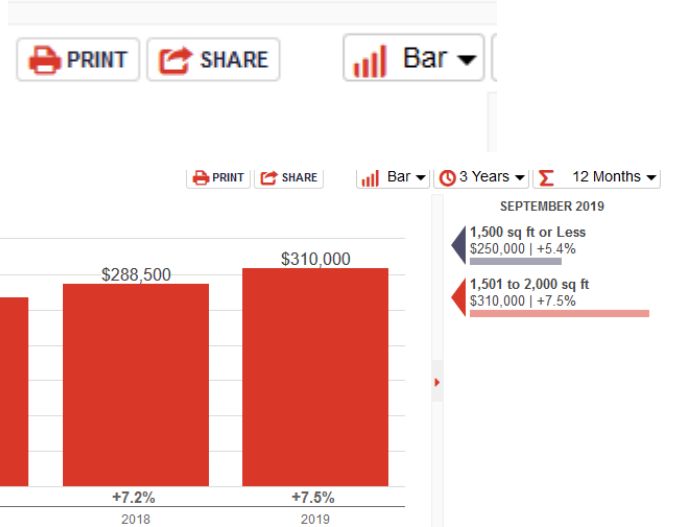 PRINT SHARE Bar
PRINT SHARE Bar 3 Years Σ 12 Months
SEPTEMBER 2019
1,500 sq ft or Less
$250,000 | +5.4%
1,501 to 2,000 sq ft
$310,000 | +7.5%
$288,500 $310,000
+7.2% +7.5%
2018 2019